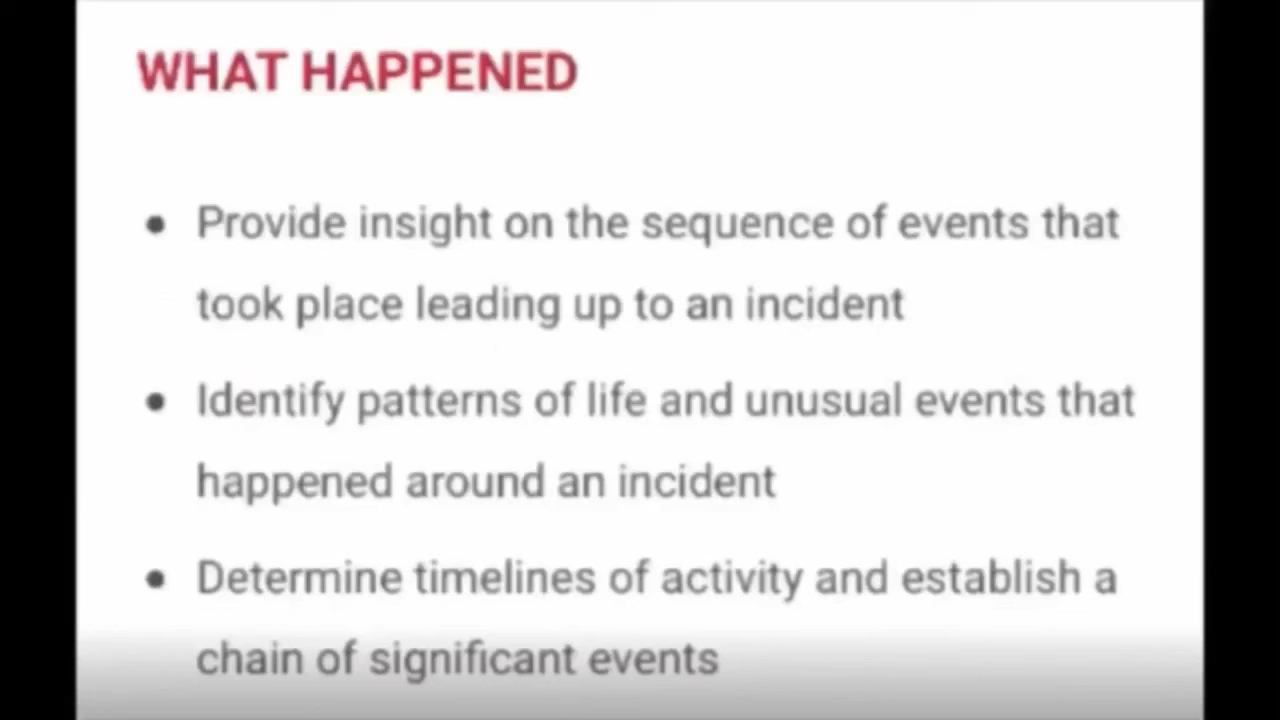 WHAT HAPPENED
• Provide insight on the sequence of events that
took place leading up to an incident
• Identify patterns of life and unusual events that
happened around an incident
• Determine timelines of activity and establish a
chain of significant events